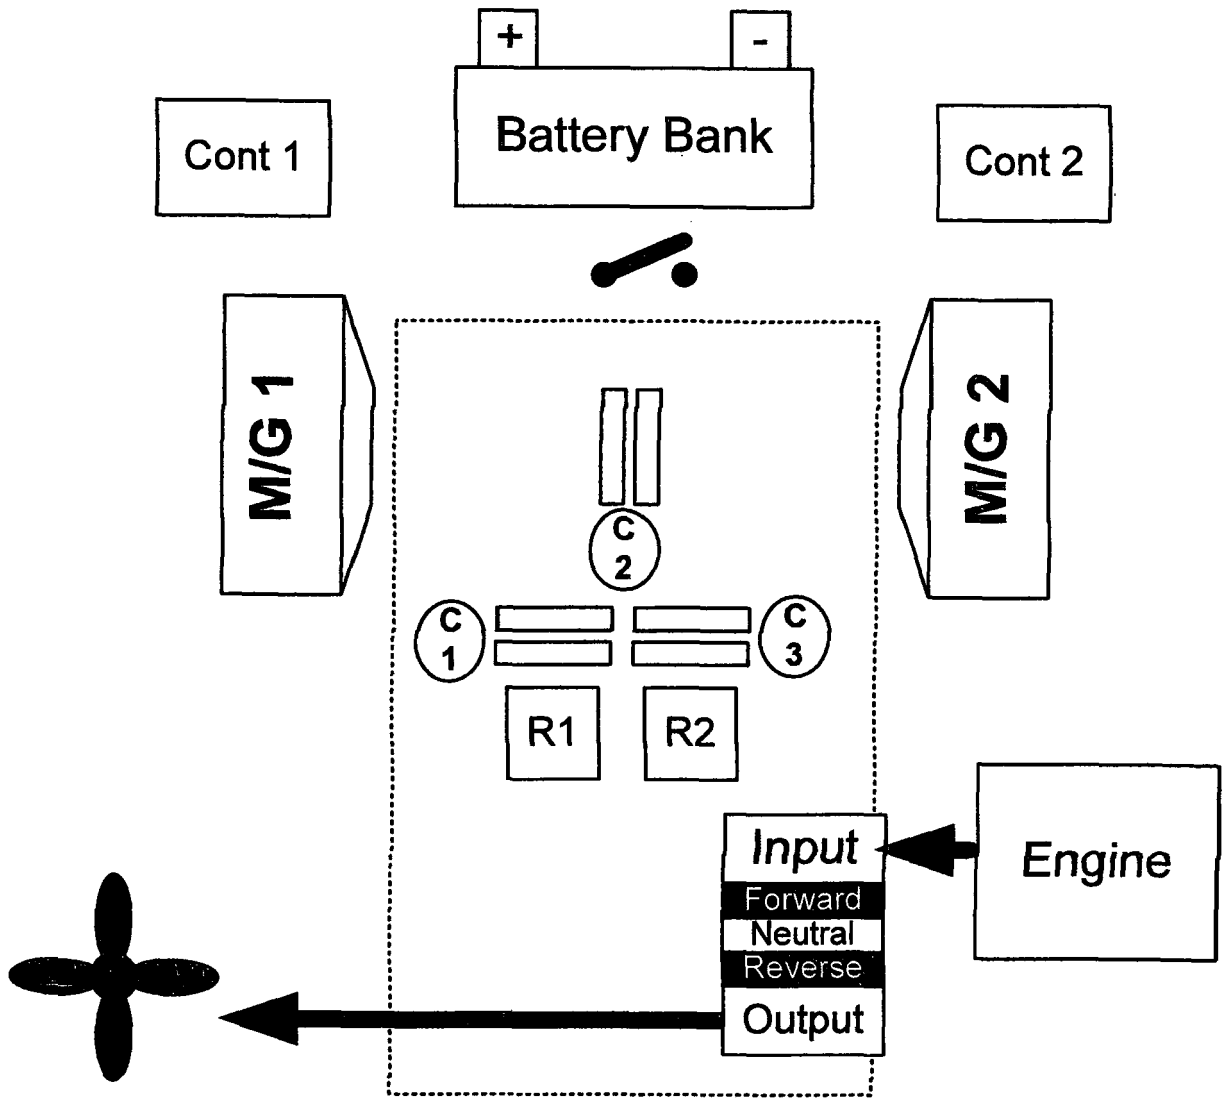 +
-
Battery Bank
Cont 1
Cont 2
M/G 1
M/G 2
C
2
C
1
C
3
R1
R2
Input
Forward
Neutral
Reverse
Output
Engine